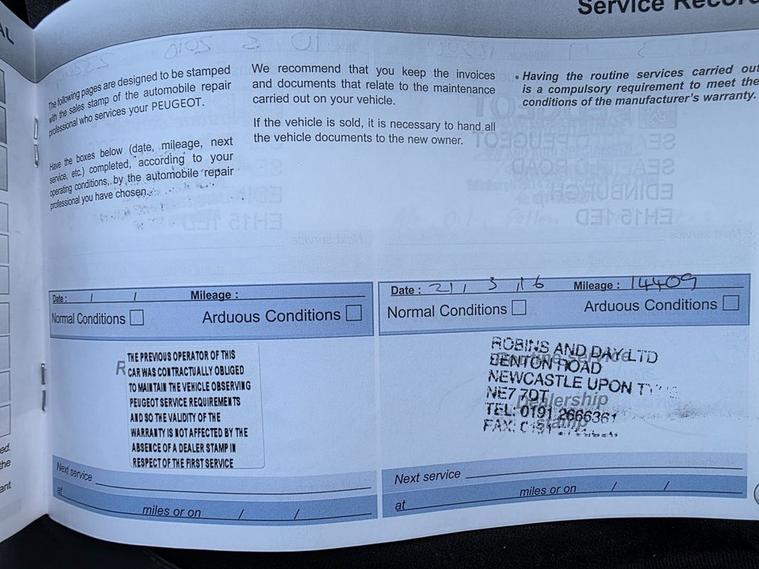 Service Record
The following pages are designed to be stamped
with the sales stamp of the automobile repair
professional who services your PEUGEOT.
Have the boxes below (date, mileage, next
service, etc.) completed, according to your
operating conditions, by the automobile repair
professional you have chosen.
We recommend that you keep the invoices
and documents that relate to the maintenance
carried out on your vehicle.
If the vehicle is sold, it is necessary to hand all
the vehicle documents to the new owner.
• Having the routine services carried out
is a compulsory requirement to meet the
conditions of the manufacturer's warranty.
Date : / / Mileage :
Normal Conditions Arduous Conditions
THE PREVIOUS OPERATOR OF THIS
CAR WAS CONTRACTUALLY OBLIGED
TO MAINTAIN THE VEHICLE OBSERVING
PEUGEOT SERVICE REQUIREMENTS
AND SO THE VALIDITY OF THE
WARRANTY IS NOT AFFECTED BY THE
ABSENCE OF A DEALER STAMP IN
RESPECT OF THE FIRST SERVICE
Next service
at miles or on / /
Date : 21 / 3 / 16 Mileage : 14409
Normal Conditions Arduous Conditions
ROBINS AND DAY LTD
BENTON ROAD
NEWCASTLE UPON
NE7 7QT
Dealership
TEL: 0191 2666361
stamp
FAX: 0191
Next service
at miles or on / /